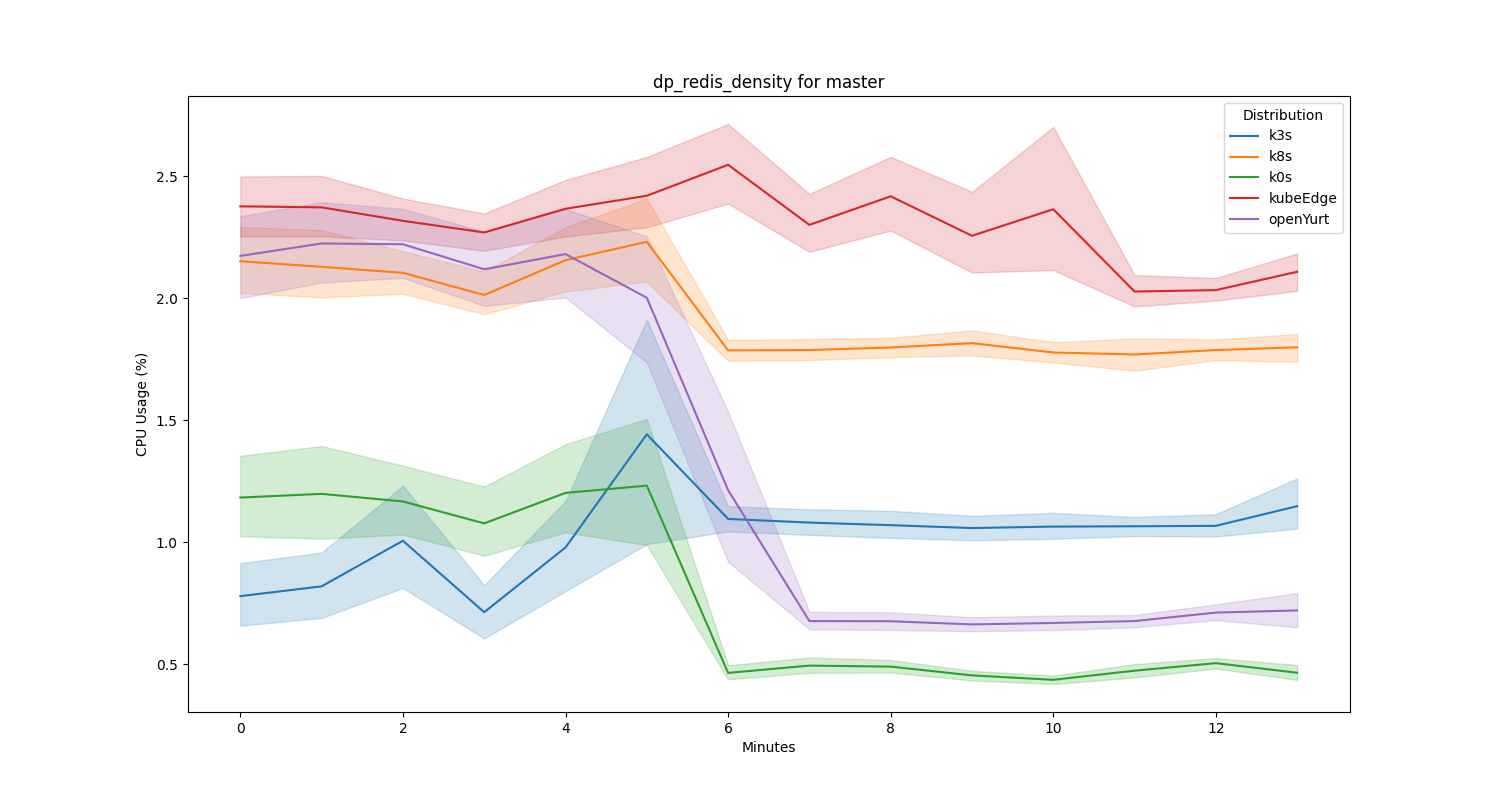 dp_redis_density for master
Distribution
k3s
k8s
k0s
kubeEdge
openYurt
CPU Usage (%)
2.5
2.0
1.5
1.0
0.5
0
2
4
6
8
10
12
Minutes